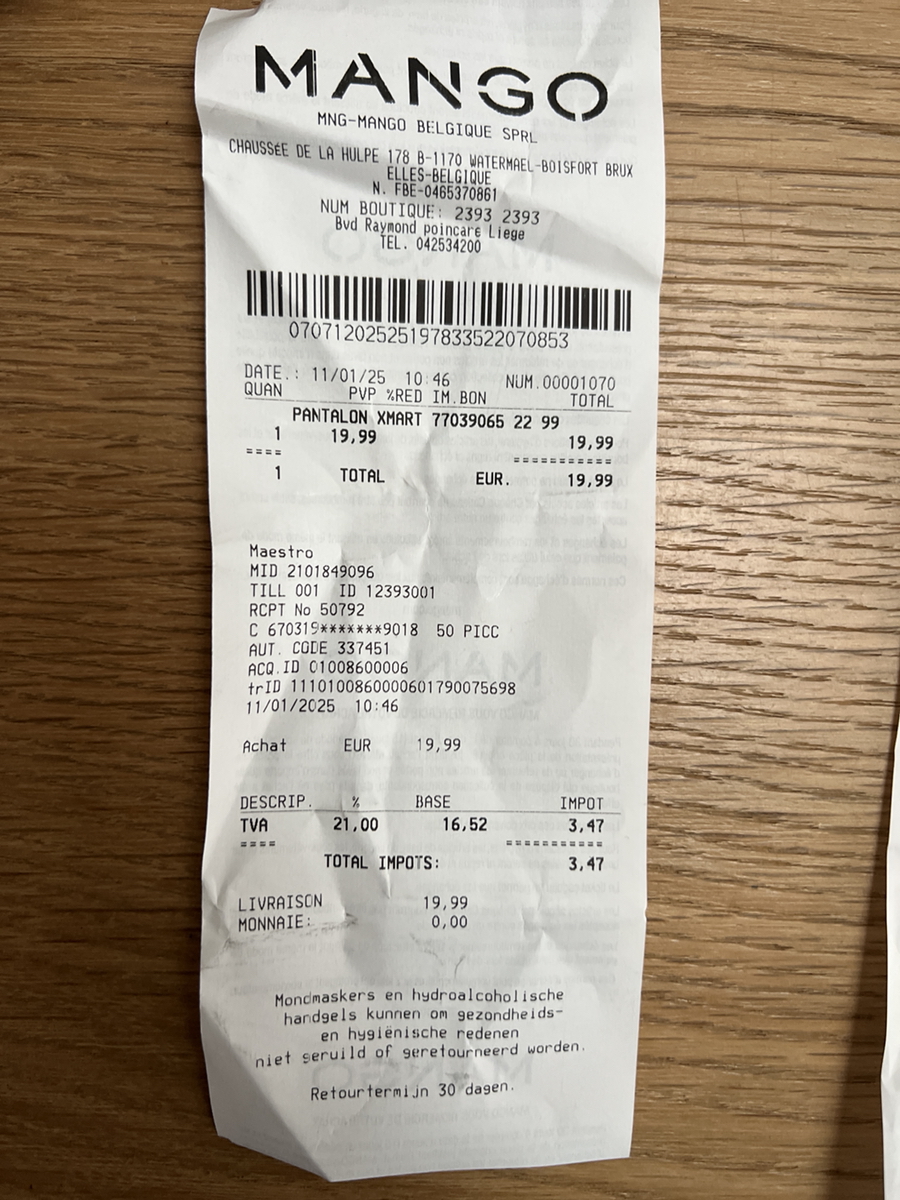 MANGO
MNG-MANGO BELGIQUE SPRL
CHAUSSéE DE LA HULPE 178 B-1170 WATERMAEL-BOISFORT BRUX
ELLES-BELGIQUE
N. FBE-0465370861
NUM BOUTIQUE: 2393 2393
Bvd Raymond poincaré Liege
TEL. 042534200
07071202525197833522070853
DATE.: 11/01/25 10:46 NUM.00001070
QUAN PVP %RED IM.BON TOTAL
PANTALON XMART 77039065 22 99
1 19,99 19,99
==== ===========
1 TOTAL EUR. 19,99
Maestro
MID 2101849096
TILL 001 ID 12393001
RCPT No 50792
C 670319*******9018 50 PICC
AUT. CODE 337451
ACQ.ID 01008600006
trID 1110100860000601790075698
11/01/2025 10:46
Achat EUR 19,99
DESCRIP. % BASE IMPOT
TVA 21,00 16,52 3,47
==== ===========
TOTAL IMPOTS: 3,47
LIVRAISON 19,99
MONNAIE: 0,00
Mondmaskers en hydroalcoholische
handgels kunnen om gezondheids-
en hygiënische redenen
niet geruild of geretourneerd worden.
Retourtermijn 30 dagen.